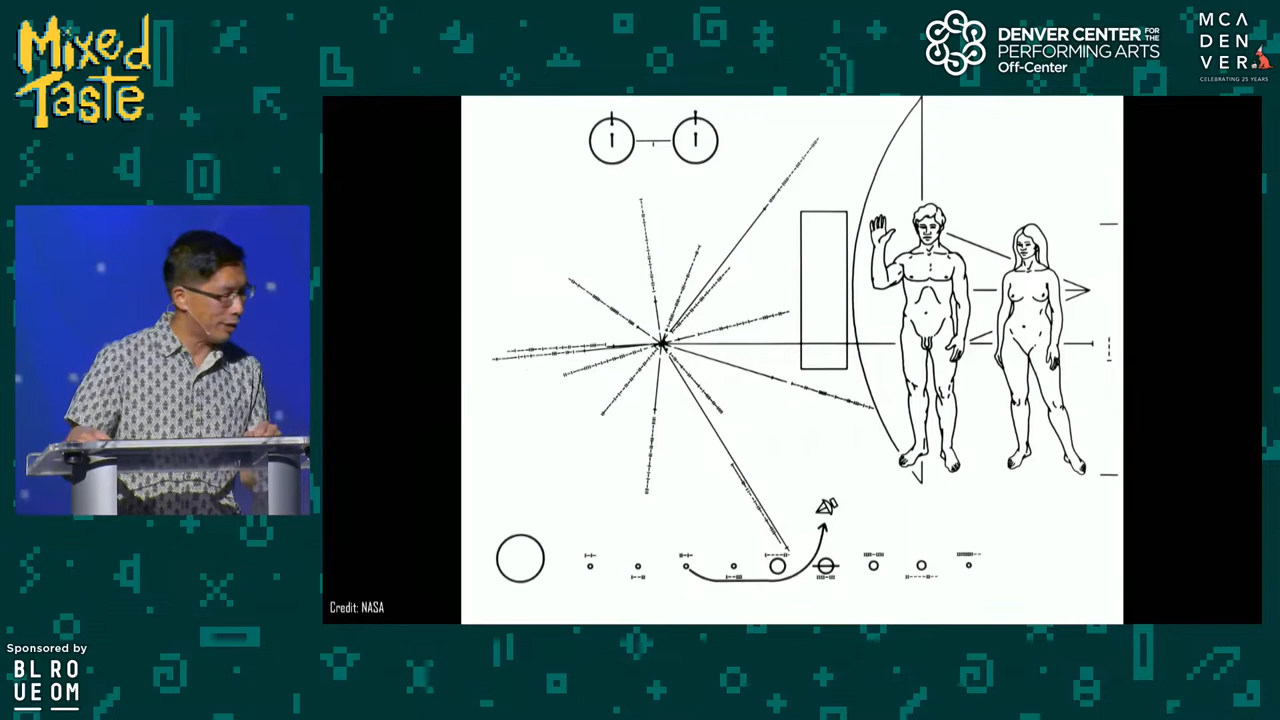 Mixed
Taste
DENVER CENTER FOR THE
PERFORMING ARTS
Off-Center
MCA
DEN
VER
CELEBRATING 25 YEARS
Credit: NASA
Sponsored by
BL RO
UE OM